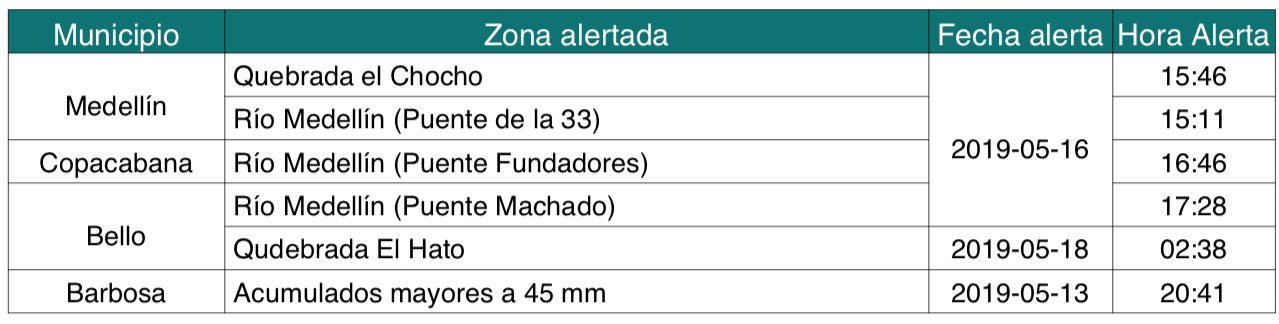 Municipio Zona alertada Fecha alerta Hora Alerta
Medellín Quebrada el Chocho 2019-05-16 15:46
Río Medellín (Puente de la 33) 15:11
Copacabana Río Medellín (Puente Fundadores) 16:46
Bello Río Medellín (Puente Machado) 17:28
Qudebrada El Hato 2019-05-18 02:38
Barbosa Acumulados mayores a 45 mm 2019-05-13 20:41